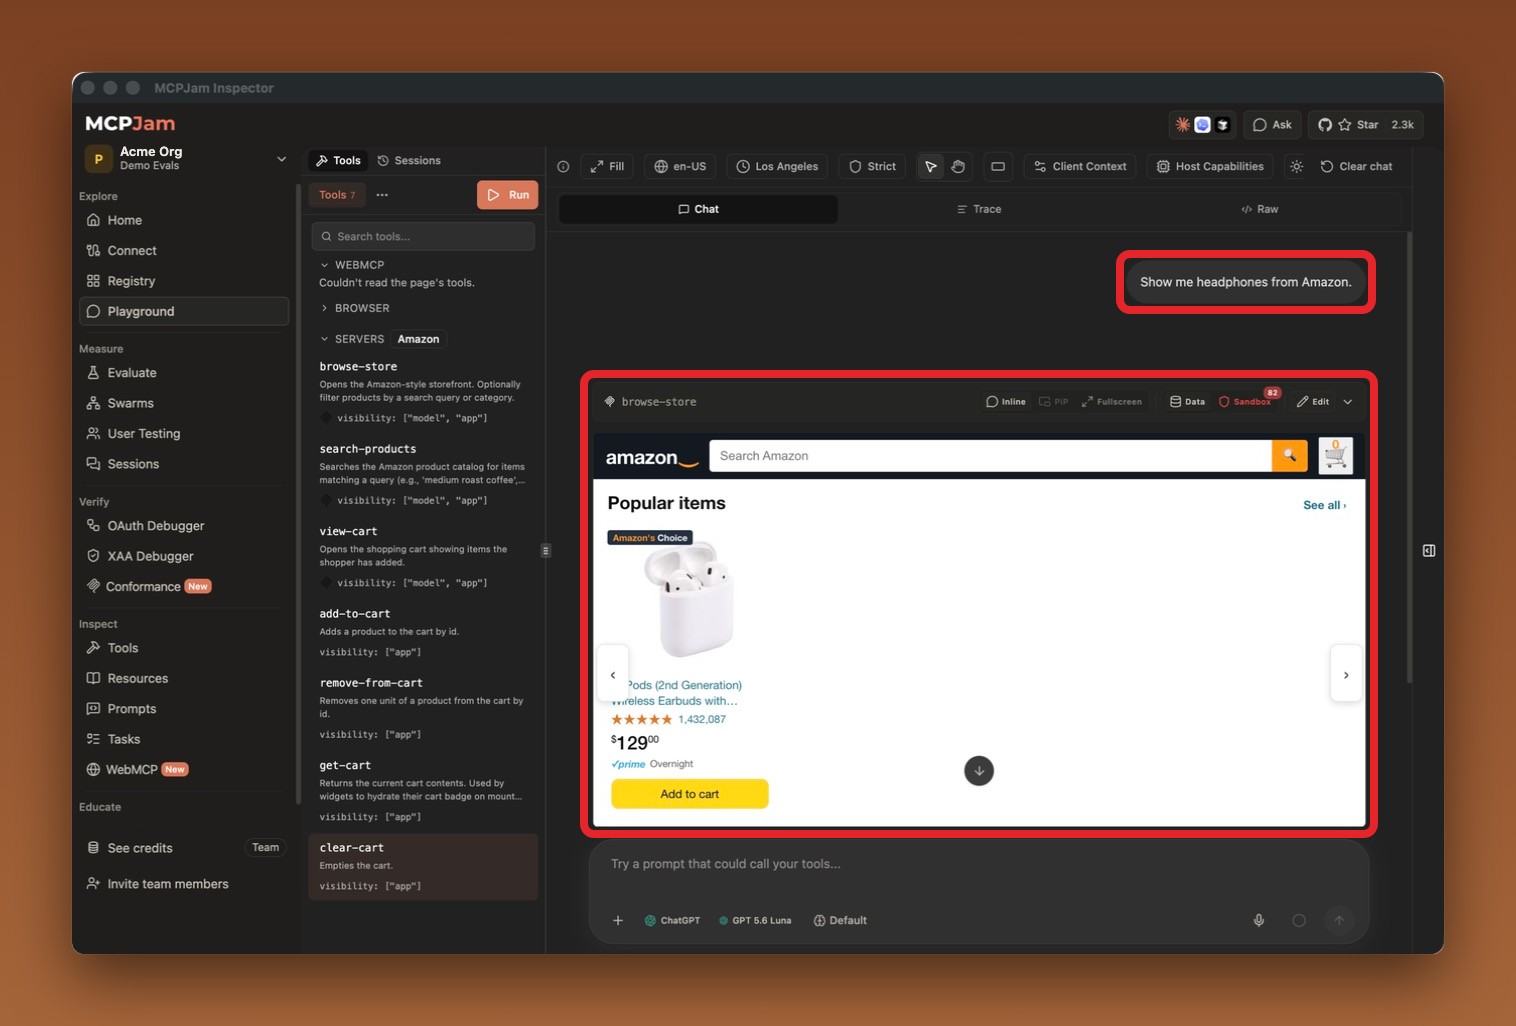 MCPJam Inspector
MCPJam
Ask
Star 2.3k
P
Acme Org
Demo Evals
Explore
Home
Connect
Registry
Playground
Measure
Evaluate
Swarms
User Testing
Sessions
Verify
OAuth Debugger
XAA Debugger
Conformance New
Inspect
Tools
Resources
Prompts
Tasks
WebMCP New
Educate
See credits Team
Invite team members
Tools Sessions
Tools 7 ... Run
Search tools...
WEBMCP
Couldn't read the page's tools.
BROWSER
SERVERS Amazon
browse-store
Opens the Amazon-style storefront. Optionally
filter products by a search query or category.
visibility: ["model", "app"]
search-products
Searches the Amazon product catalog for items
matching a query (e.g., 'medium roast coffee',...
visibility: ["model", "app"]
view-cart
Opens the shopping cart showing items the
shopper has added.
visibility: ["model", "app"]
add-to-cart
Adds a product to the cart by id.
visibility: ["app"]
remove-from-cart
Removes one unit of a product from the cart by
id.
visibility: ["app"]
get-cart
Returns the current cart contents. Used by
widgets to hydrate their cart badge on mount...
visibility: ["app"]
clear-cart
Empties the cart.
visibility: ["app"]
Fill en-US Los Angeles Strict Client Context Host Capabilities Clear chat
Chat Trace Raw
Show me headphones from Amazon.
browse-store Inline PiP Fullscreen Data Sandbox 82 Edit
amazon Search Amazon 0
Popular items See all ›
Amazon's Choice
Pods (2nd Generation)
Wireless Earbuds with...
1,432,087
$12900
✓prime Overnight
Add to cart
Try a prompt that could call your tools...
ChatGPT GPT 5.6 Luna Default